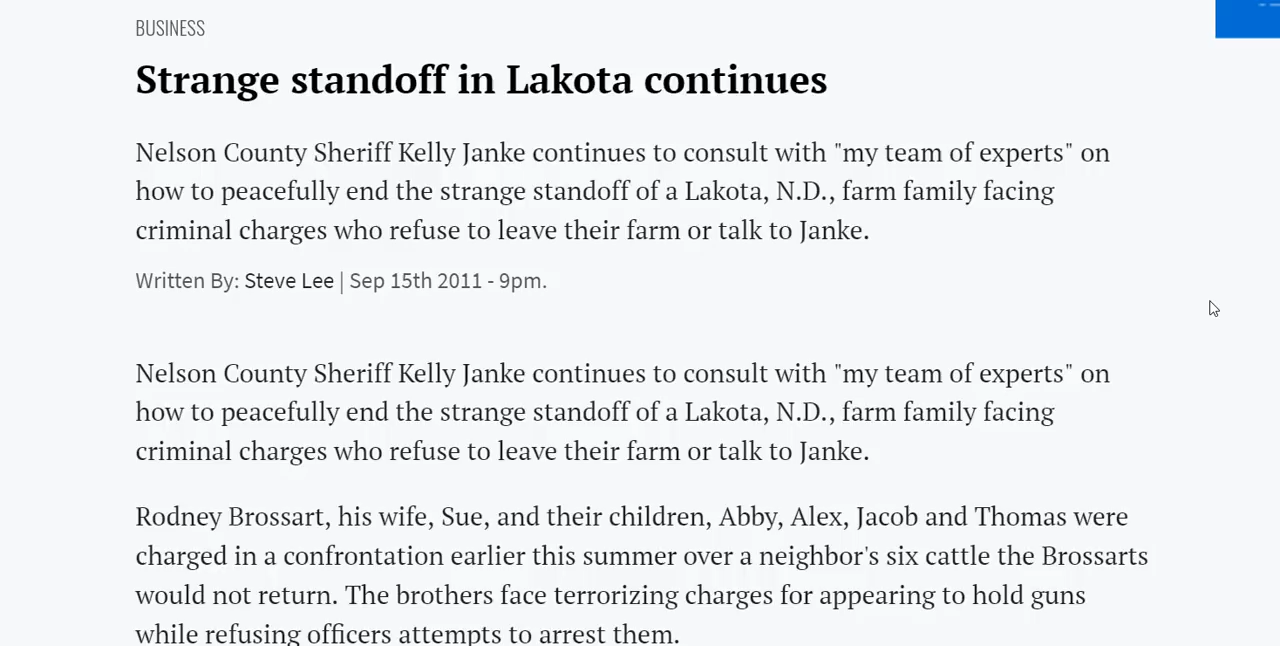 BUSINESS
Strange standoff in Lakota continues
Nelson County Sheriff Kelly Janke continues to consult with "my team of experts" on
how to peacefully end the strange standoff of a Lakota, N.D., farm family facing
criminal charges who refuse to leave their farm or talk to Janke.
Written By: Steve Lee | Sep 15th 2011 - 9pm.
Nelson County Sheriff Kelly Janke continues to consult with "my team of experts" on
how to peacefully end the strange standoff of a Lakota, N.D., farm family facing
criminal charges who refuse to leave their farm or talk to Janke.
Rodney Brossart, his wife, Sue, and their children, Abby, Alex, Jacob and Thomas were
charged in a confrontation earlier this summer over a neighbor's six cattle the Brossarts
would not return. The brothers face terrorizing charges for appearing to hold guns
while refusing officers attempts to arrest them.